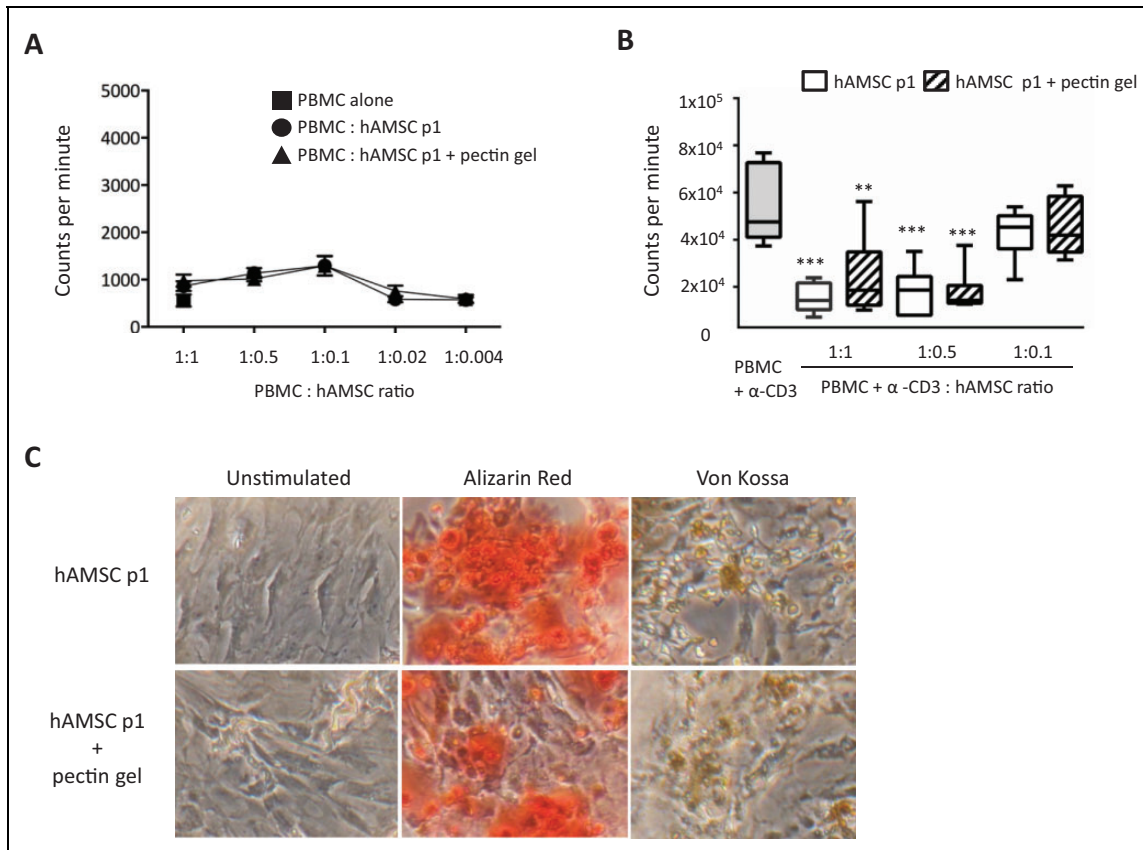 A
5000
4000
3000
2000
1000
0
Counts per minute
PBMC alone
PBMC : hAMSC p1
PBMC : hAMSC p1 + pectin gel
1:1 1:0.5 1:0.1 1:0.02 1:0.004
PBMC : hAMSC ratio
B
hAMSC p1 hAMSC p1 + pectin gel
1x10⁵
8x10⁴
6x10⁴
4x10⁴
2x10⁴
0
Counts per minute
***
**
***
***
PBMC
+ α-CD3
1:1 1:0.5 1:0.1
PBMC + α -CD3 : hAMSC ratio
C
Unstimulated Alizarin Red Von Kossa
hAMSC p1
hAMSC p1
+
pectin gel